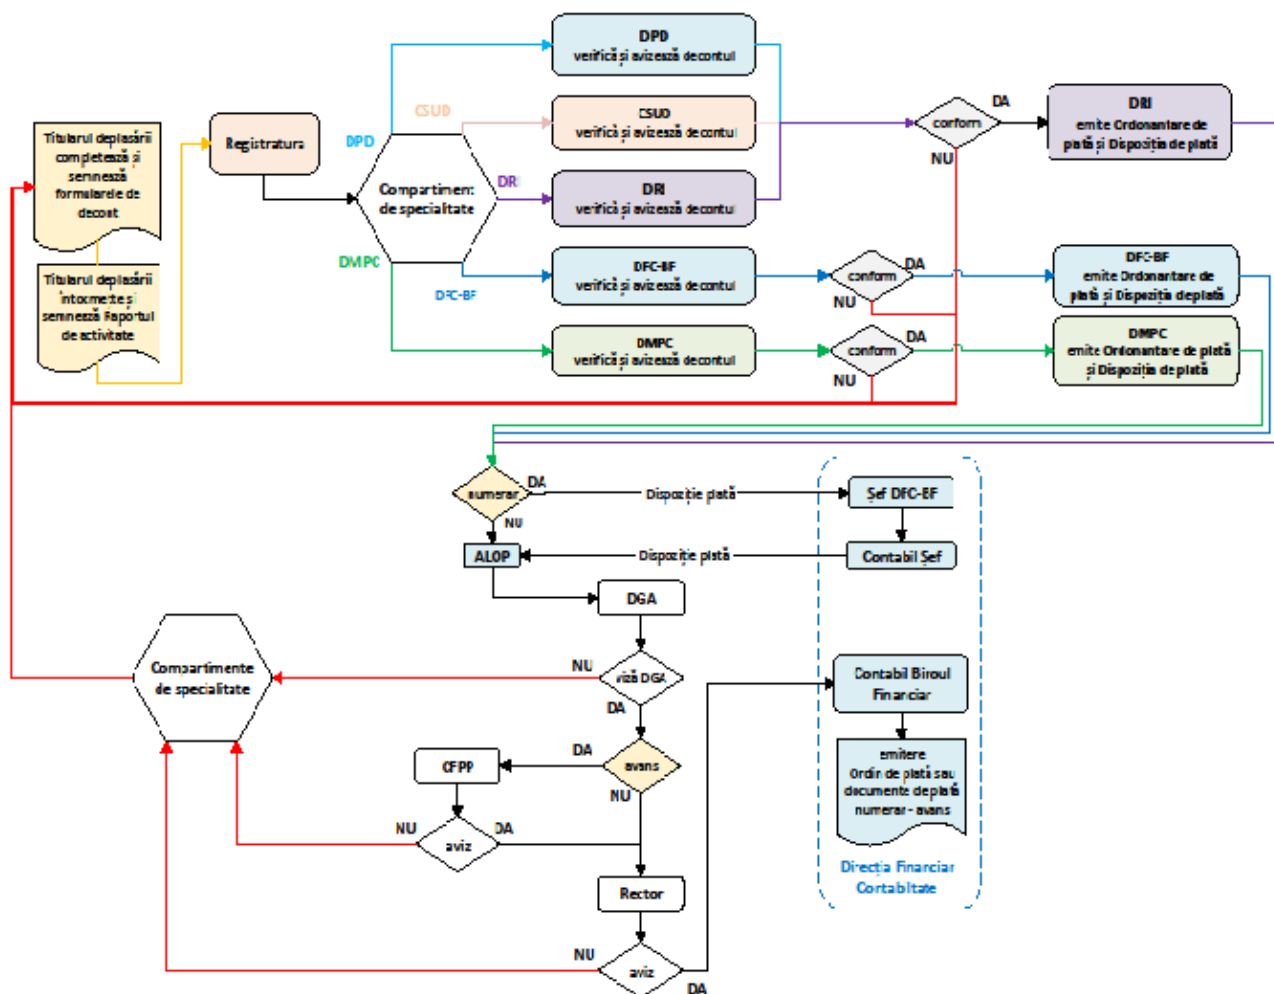 Titularul deplasării
completează și
semnează
formularele de
decont
Titularul deplasării
întocmește și
semnează Raportul
de activitate
Registratura
Compartiment
de specialitate
DPD
CSUD
DRI
DFC-BF
DMPC
DPD
verifică și avizează decontul
CSUD
verifică și avizează decontul
DRI
verifică și avizează decontul
DFC-BF
verifică și avizează decontul
DMPC
verifică și avizează decontul
conform
DA
NU
conform
DA
NU
conform
DA
NU
DRI
emite Ordonantare de
plată și Dispoziția de plată
DFC-BF
emite Ordonantare de
plată și Dispoziția de plată
DMPC
emite Ordonantare de plată
și Dispoziția de plată
numerar
DA
NU
Dispoziție plată
Șef DFC-BF
Contabil Șef
Dispoziție plată
ALOP
DGA
viză DGA
NU
DA
avans
DA
NU
CFPP
aviz
NU
DA
Rector
aviz
NU
DA
Compartimente
de specialitate
Contabil Biroul
Financiar
emitere
Ordin de plată sau
documente de plată
numerar - avans
Direcția Financiar
Contabilitate